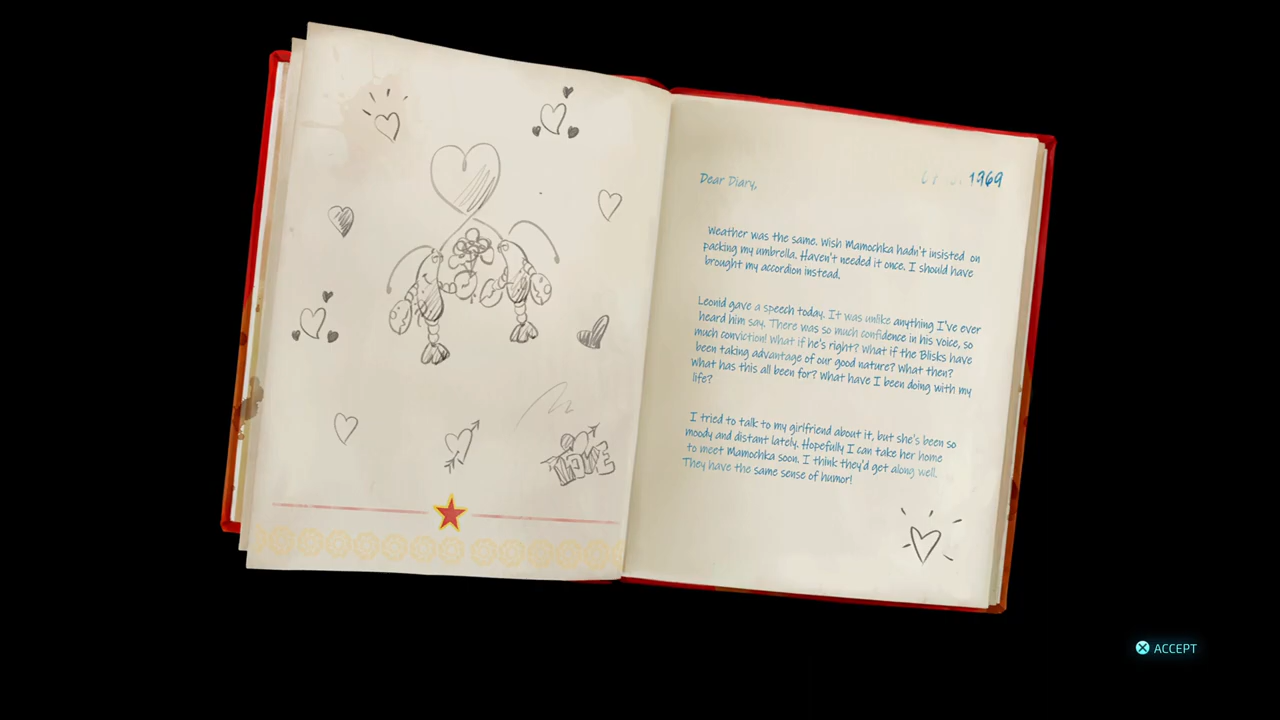 1969
Dear Diary,
Weather was the same. Wish Mamochka hadn't insisted on
packing my umbrella. Haven't needed it once. I should have
brought my accordion instead.
Leonid gave a speech today. It was unlike anything I've ever
heard him say. There was so much confidence in his voice, so
much conviction! What if he's right? What if the Blisks have
been taking advantage of our good nature? What then?
What has this all been for? What have I been doing with my
life?
I tried to talk to my girlfriend about it, but she's been so
moody and distant lately. Hopefully I can take her home
to meet Mamochka soon. I think they'd get along well.
They have the same sense of humor!
ACCEPT